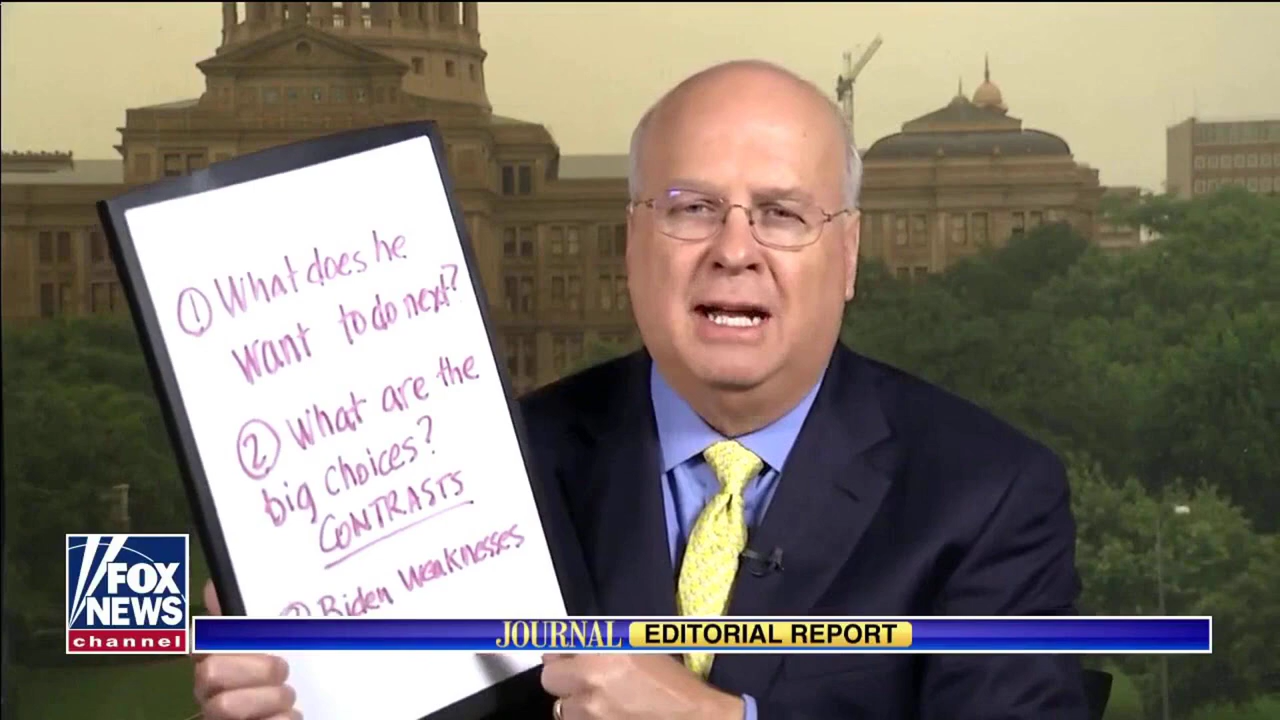 ① What does he
want to do next?
② What are the
big choices?
CONTRASTS
③ Biden Weaknesses
FOX
NEWS
channel
JOURNAL EDITORIAL REPORT